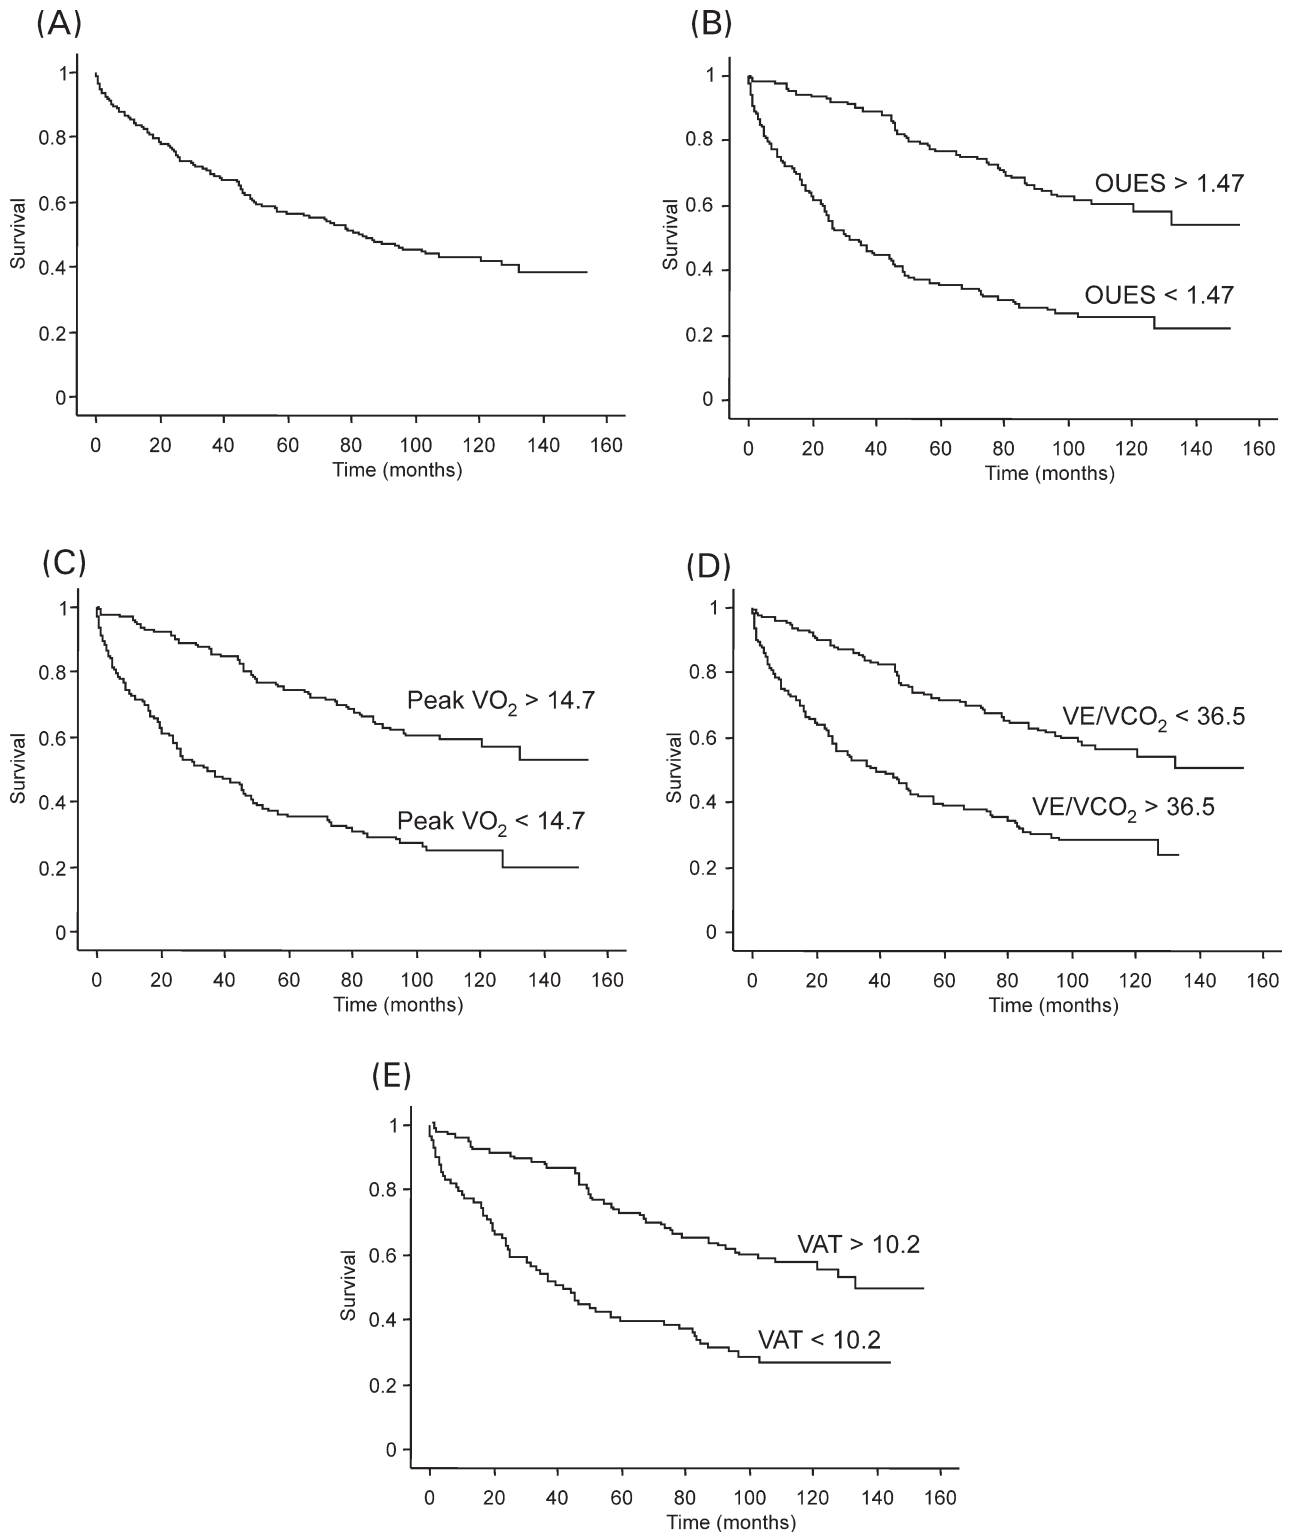 (A)
1
0.8
0.6
0.4
0.2
0
Survival
0 20 40 60 80 100 120 140 160
Time (months)
(B)
1
0.8
0.6
0.4
0.2
0
Survival
OUES > 1.47
OUES < 1.47
0 20 40 60 80 100 120 140 160
Time (months)
(C)
1
0.8
0.6
0.4
0.2
0
Survival
Peak VO2 > 14.7
Peak VO2 < 14.7
0 20 40 60 80 100 120 140 160
Time (months)
(D)
1
0.8
0.6
0.4
0.2
0
Survival
VE/VCO2 < 36.5
VE/VCO2 > 36.5
0 20 40 60 80 100 120 140 160
Time (months)
(E)
1
0.8
0.6
0.4
0.2
0
Survival
VAT > 10.2
VAT < 10.2
0 20 40 60 80 100 120 140 160
Time (months)